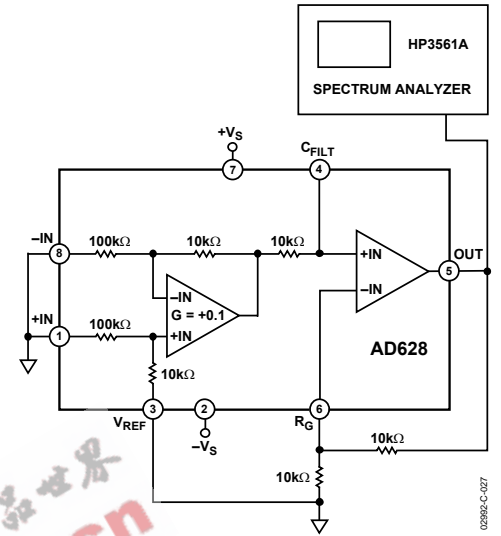 HP3561A
SPECTRUM ANALYZER
+VS
CFILT
7
4
–IN
8
100kΩ
10kΩ
10kΩ
+IN
–IN
OUT
5
–IN
G = +0.1
+IN
+IN
1
100kΩ
10kΩ
AD628
3
2
6
VREF
–VS
RG
10kΩ
10kΩ
02992-C-027